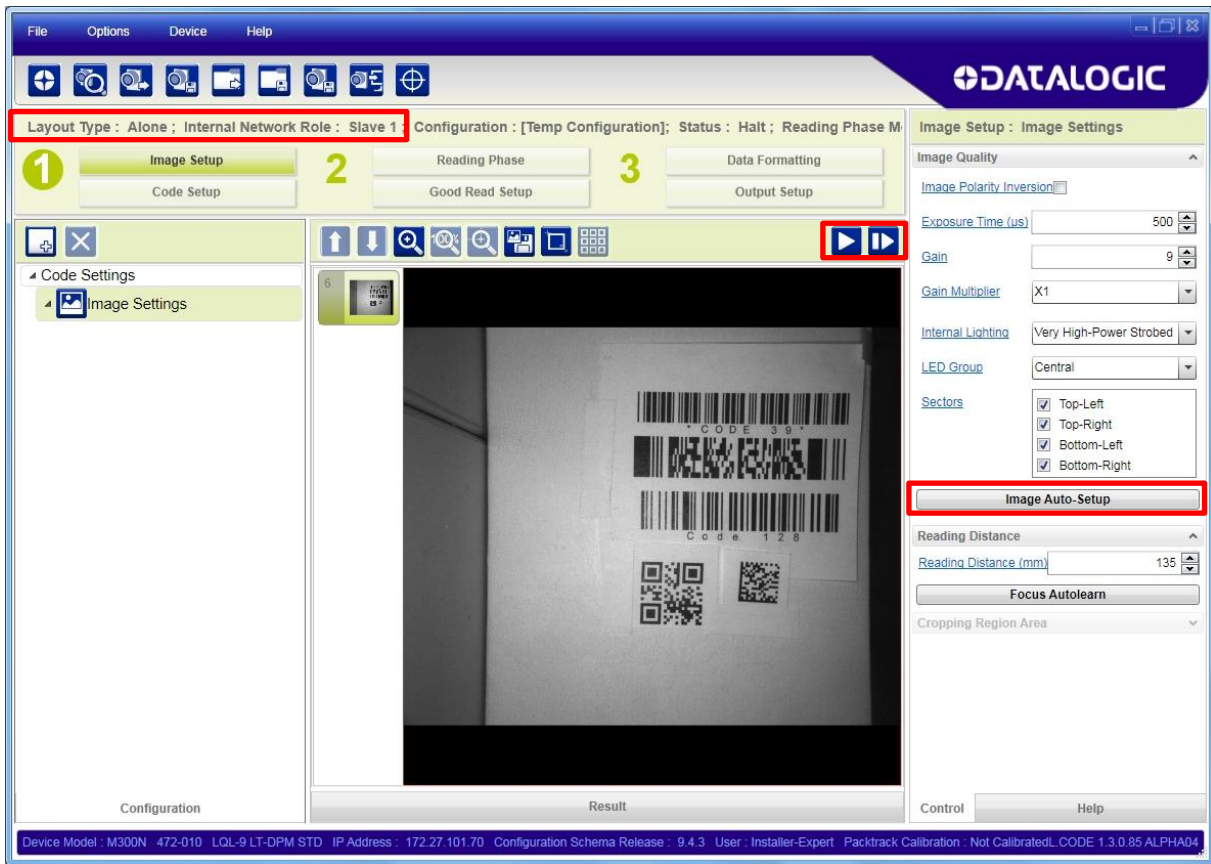 File Options Device Help
DATALOGIC
Layout Type : Alone ; Internal Network Role : Slave 1 ; Configuration : [Temp Configuration]; Status : Halt ; Reading Phase M
1 Image Setup 2 Reading Phase 3 Data Formatting
Code Setup Good Read Setup Output Setup
Code Settings
Image Settings
6
* CODE 39 *
Code 128
Image Setup : Image Settings
Image Quality
Image Polarity Inversion
Exposure Time (us) 500
Gain 9
Gain Multiplier X1
Internal Lighting Very High-Power Strobed
LED Group Central
Sectors Top-Left
Top-Right
Bottom-Left
Bottom-Right
Image Auto-Setup
Reading Distance
Reading Distance (mm) 135
Focus Autolearn
Cropping Region Area
Configuration Result Control Help
Device Model : M300N 472-010 LQL-9 LT-DPM STD IP Address : 172.27.101.70 Configuration Schema Release : 9.4.3 User : Installer-Expert Packtrack Calibration : Not CalibratedL.CODE 1.3.0.85 ALPHA04